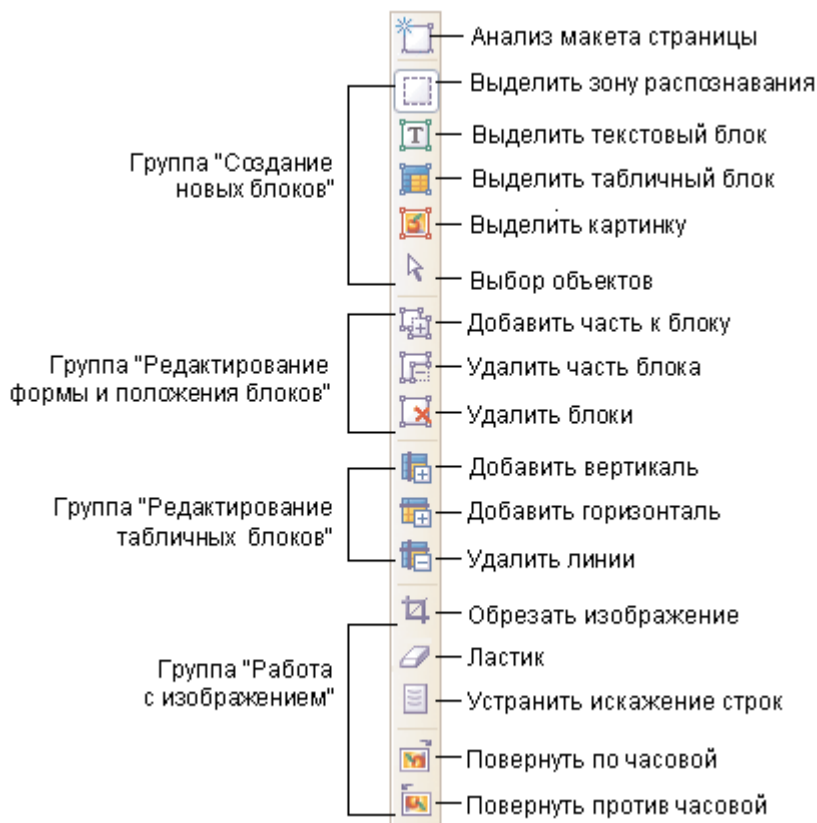 Анализ макета страницы
Выделить зону распознавания
Выделить текстовый блок
Группа "Создание
новых блоков"
Выделить табличный блок
Выделить картинку
Выбор объектов
Добавить часть к блоку
Группа "Редактирование
формы и положения блоков"
Удалить часть блока
Удалить блоки
Добавить вертикаль
Группа "Редактирование
табличных блоков"
Добавить горизонталь
Удалить линии
Обрезать изображение
Ластик
Группа "Работа
с изображением"
Устранить искажение строк
Повернуть по часовой
Повернуть против часовой